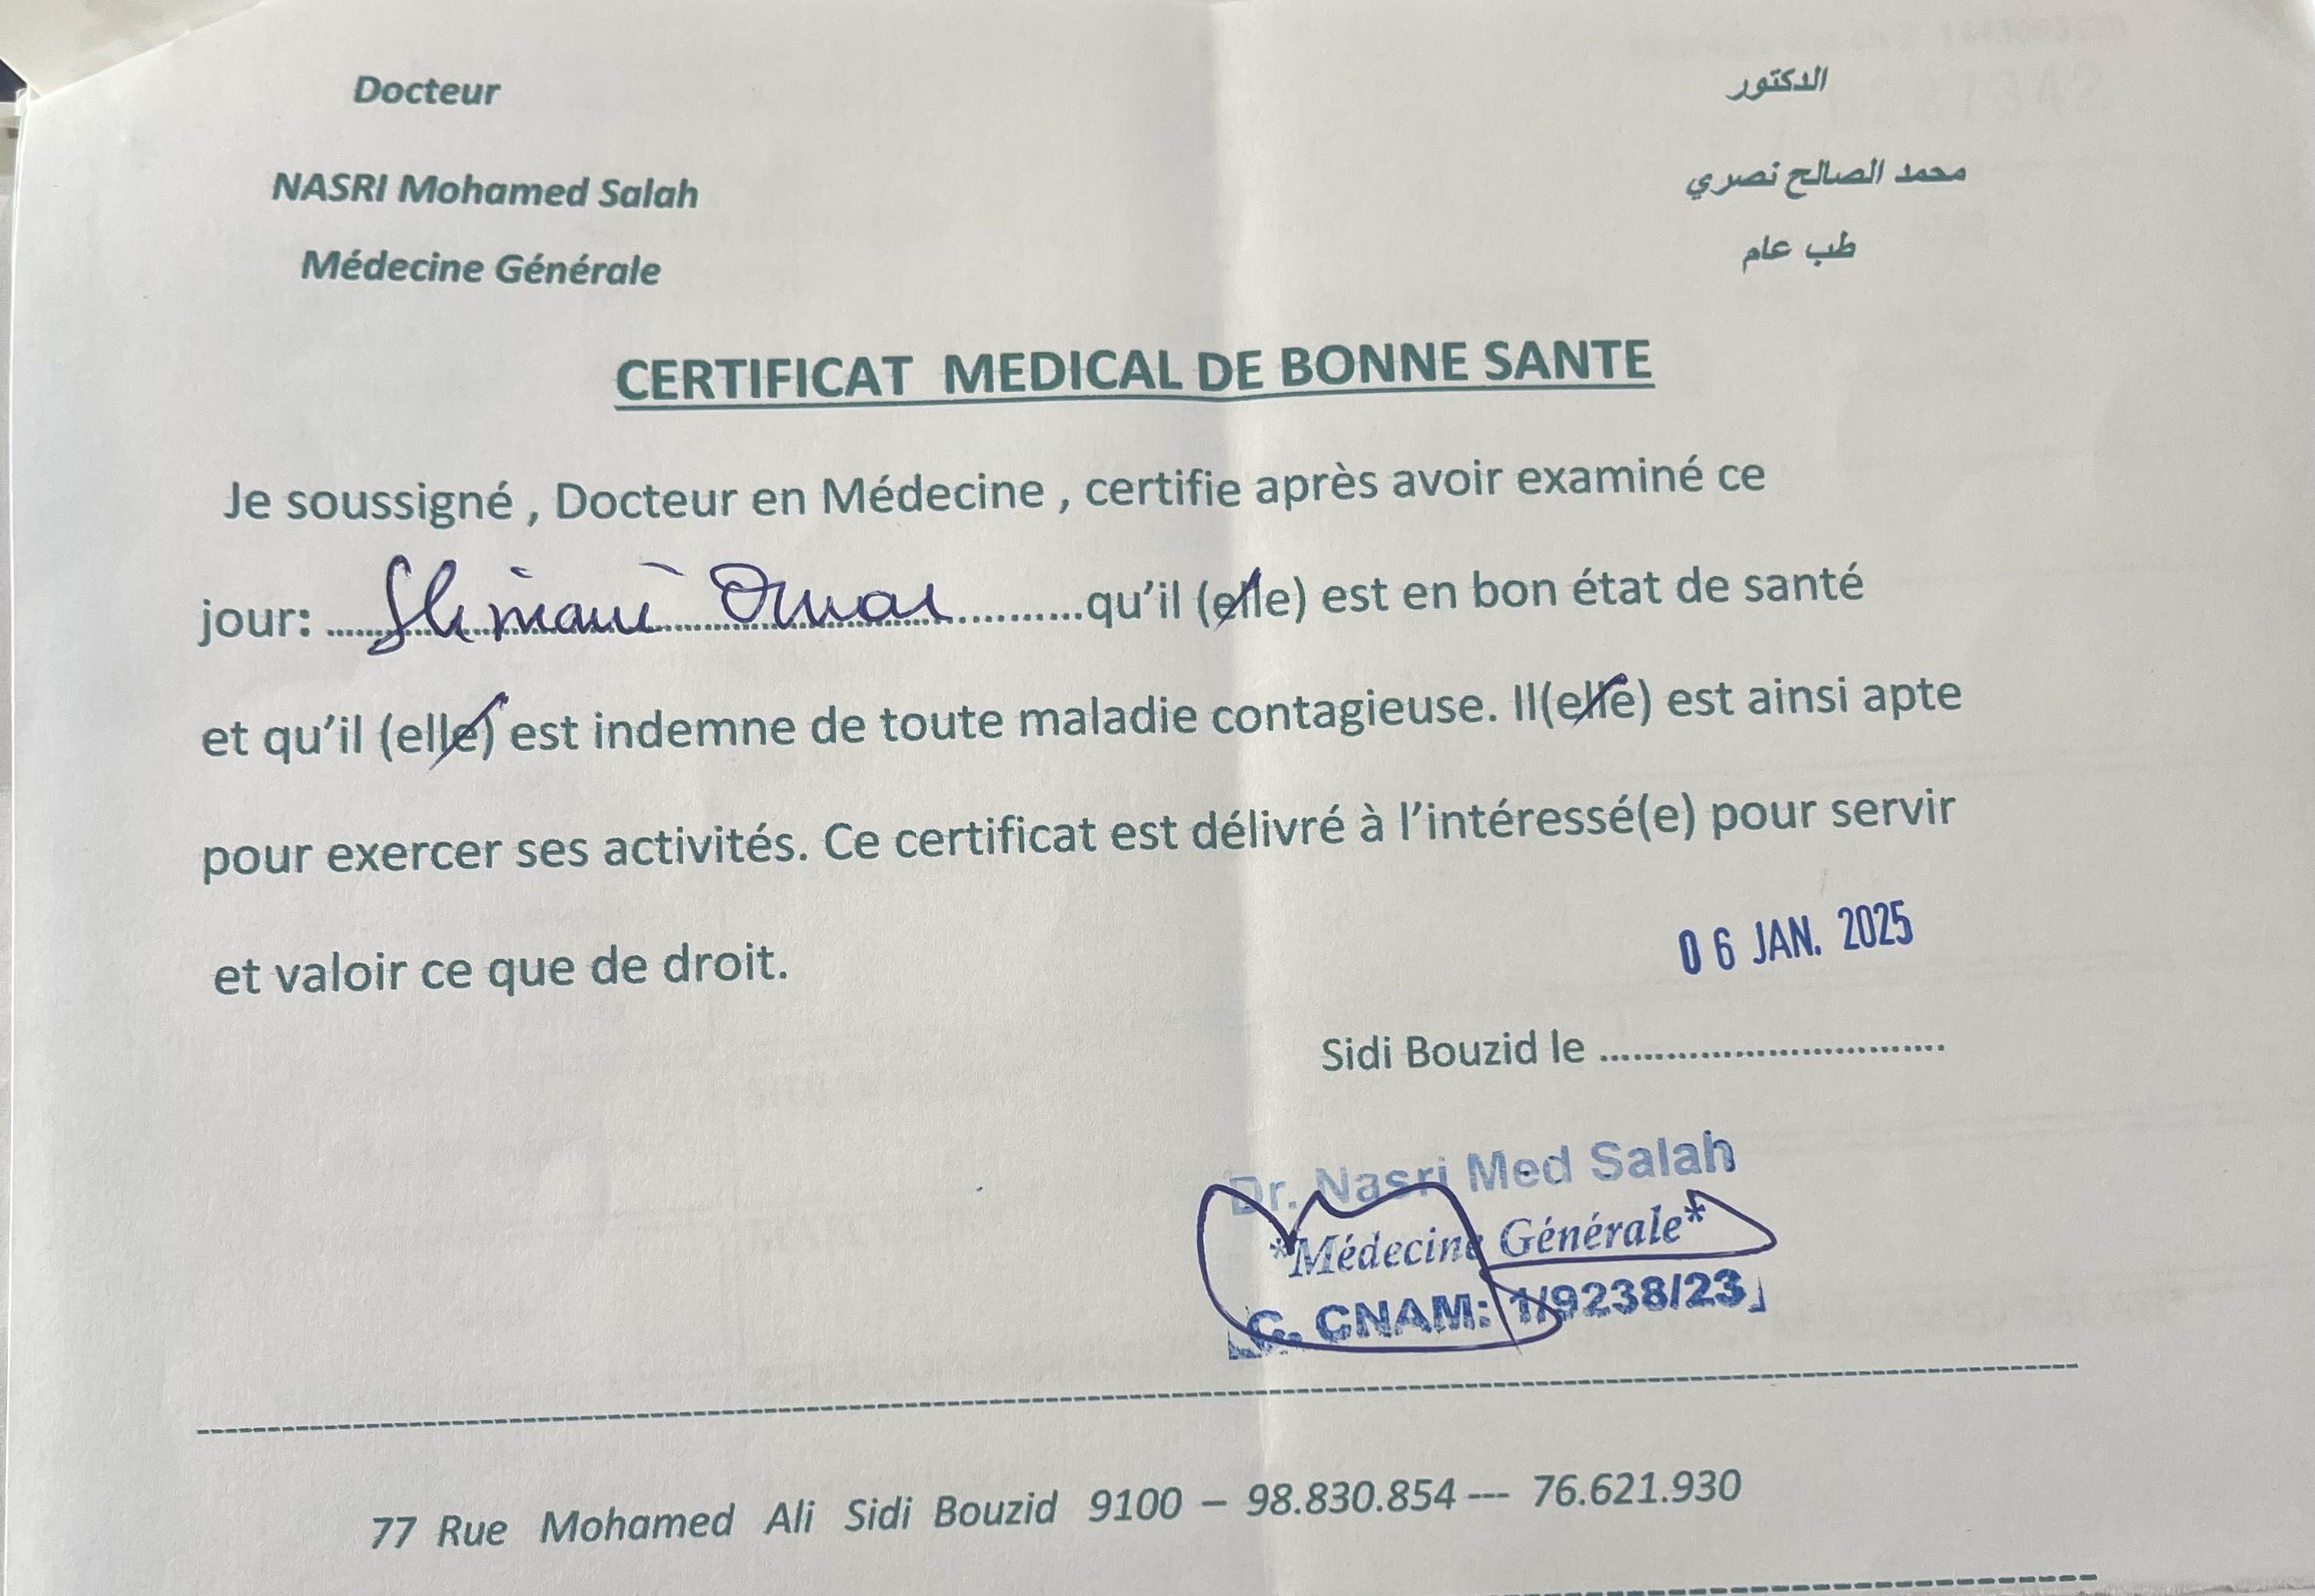 Docteur
الدكتور
NASRI Mohamed Salah
محمد الصالح نصري
Médecine Générale
طب عام
CERTIFICAT MEDICAL DE BONNE SANTE
Je soussigné , Docteur en Médecine , certifie après avoir examiné ce
jour: ......Slimani Omar............qu'il (elle) est en bon état de santé
et qu'il (elle) est indemne de toute maladie contagieuse. Il(elle) est ainsi apte
pour exercer ses activités. Ce certificat est délivré à l'intéressé(e) pour servir
et valoir ce que de droit.
06 JAN. 2025
Sidi Bouzid le ................................
Dr. Nasri Med Salah
*Médecine Générale*
C. CNAM: 1/9238/23
77 Rue Mohamed Ali Sidi Bouzid 9100 – 98.830.854 --- 76.621.930